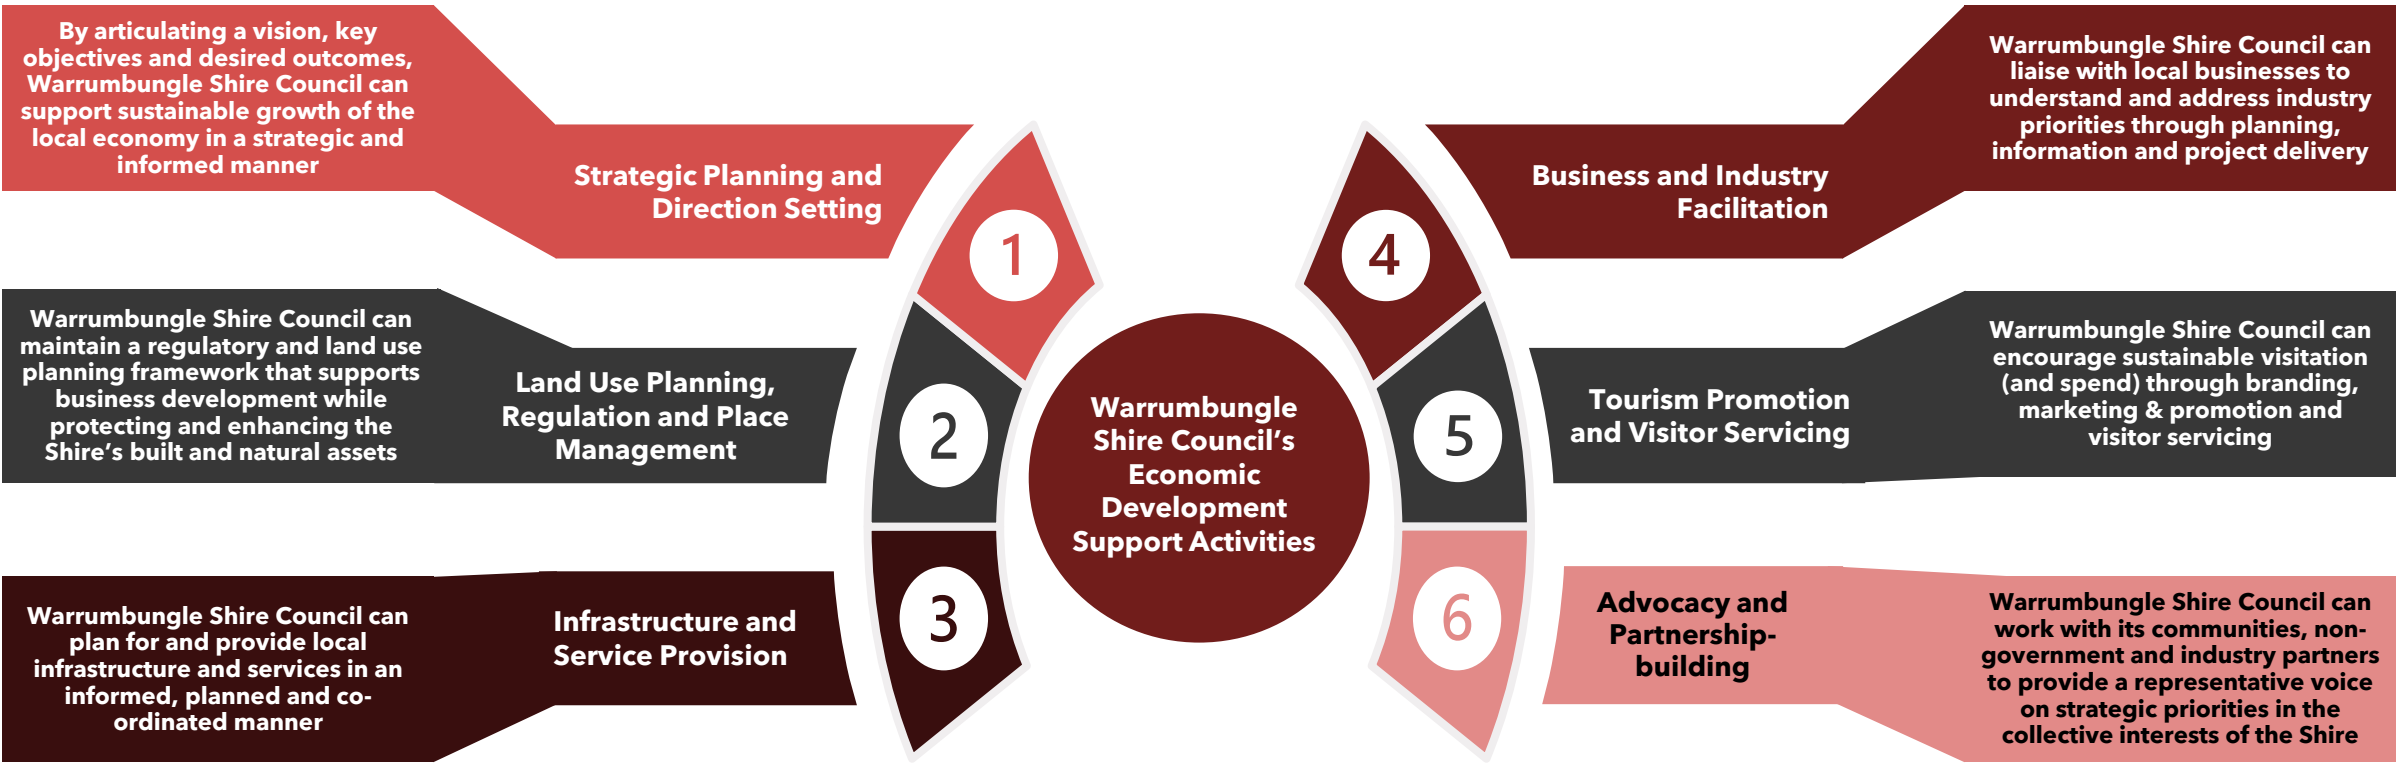 By articulating a vision, key
objectives and desired outcomes,
Warrumbungle Shire Council can
support sustainable growth of the
local economy in a strategic and
informed manner
Strategic Planning and
Direction Setting
1
Warrumbungle Shire Council can
maintain a regulatory and land use
planning framework that supports
business development while
protecting and enhancing the
Shire's built and natural assets
Land Use Planning,
Regulation and Place
Management
2
Warrumbungle Shire Council can
plan for and provide local
infrastructure and services in an
informed, planned and co-
ordinated manner
Infrastructure and
Service Provision
3
Warrumbungle
Shire Council’s
Economic
Development
Support Activities
4
Business and Industry
Facilitation
Warrumbungle Shire Council can
liaise with local businesses to
understand and address industry
priorities through planning,
information and project delivery
5
Tourism Promotion
and Visitor Servicing
Warrumbungle Shire Council can
encourage sustainable visitation
(and spend) through branding,
marketing & promotion and
visitor servicing
6
Advocacy and
Partnership-
building
Warrumbungle Shire Council can
work with its communities, non-
government and industry partners
to provide a representative voice
on strategic priorities in the
collective interests of the Shire